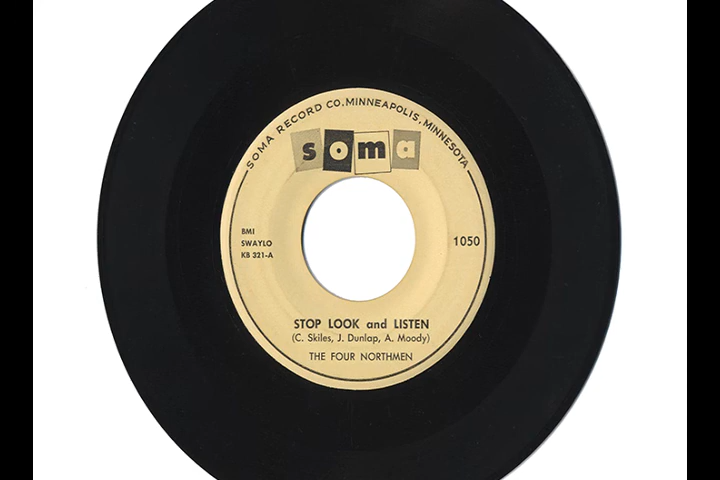 SOMA RECORD CO. MINNEAPOLIS, MINNESOTA
soma
BMI
SWAYLO
KB 321-A
1050
STOP LOOK and LISTEN
(C. Skiles, J. Dunlap, A. Moody)
THE FOUR NORTHMEN